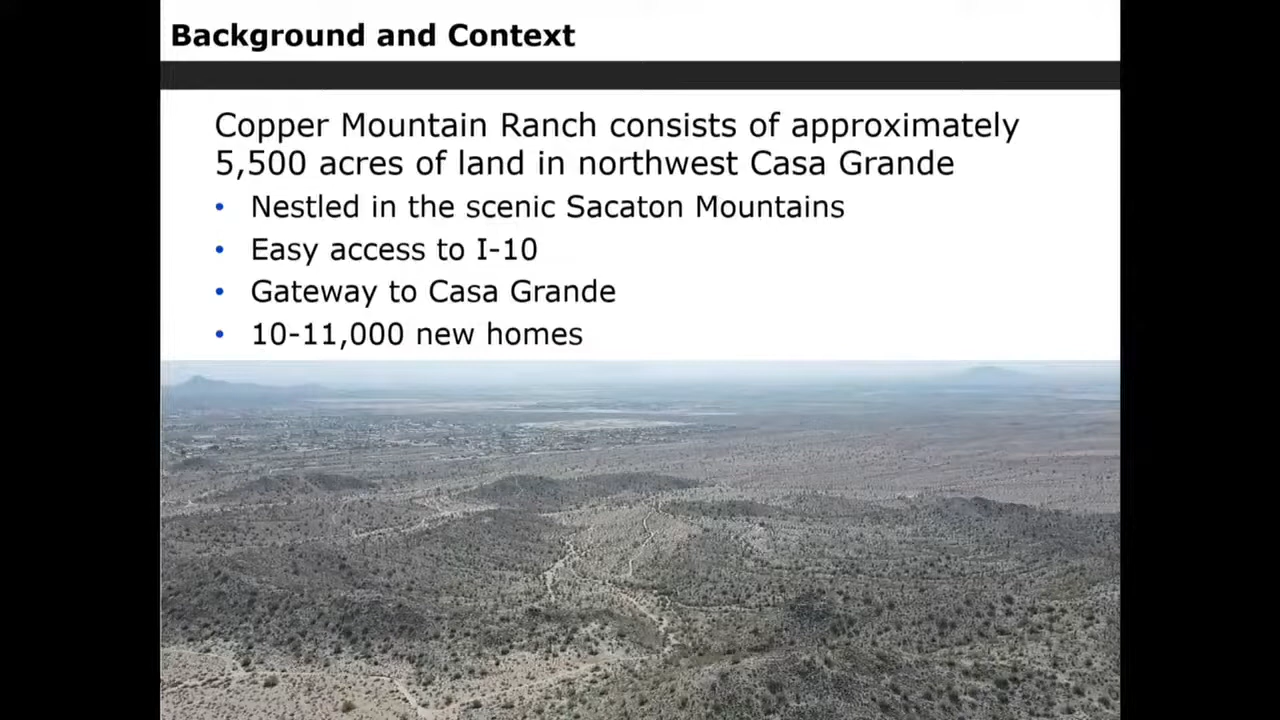 Background and Context
Copper Mountain Ranch consists of approximately
5,500 acres of land in northwest Casa Grande
• Nestled in the scenic Sacaton Mountains
• Easy access to I-10
• Gateway to Casa Grande
• 10-11,000 new homes